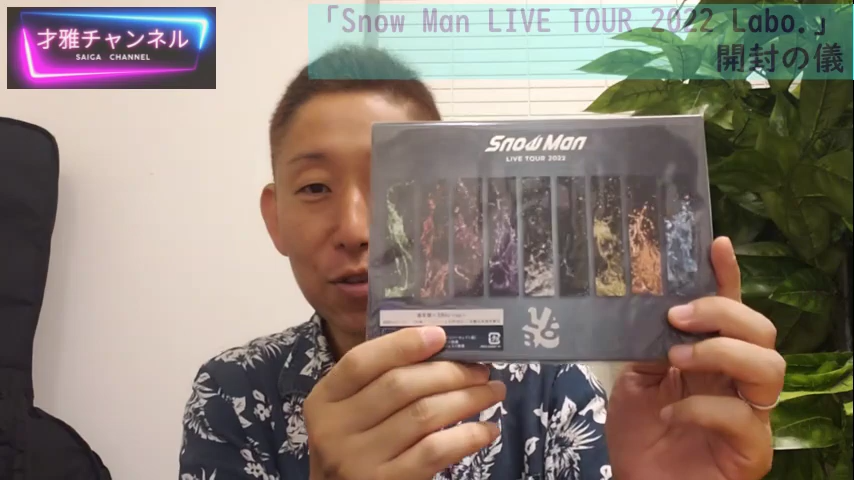 才雅チャンネル
SAIGA CHANNEL
「Snow Man LIVE TOUR 2022 Labo.」
開封の儀
Snow Man
LIVE TOUR 2022